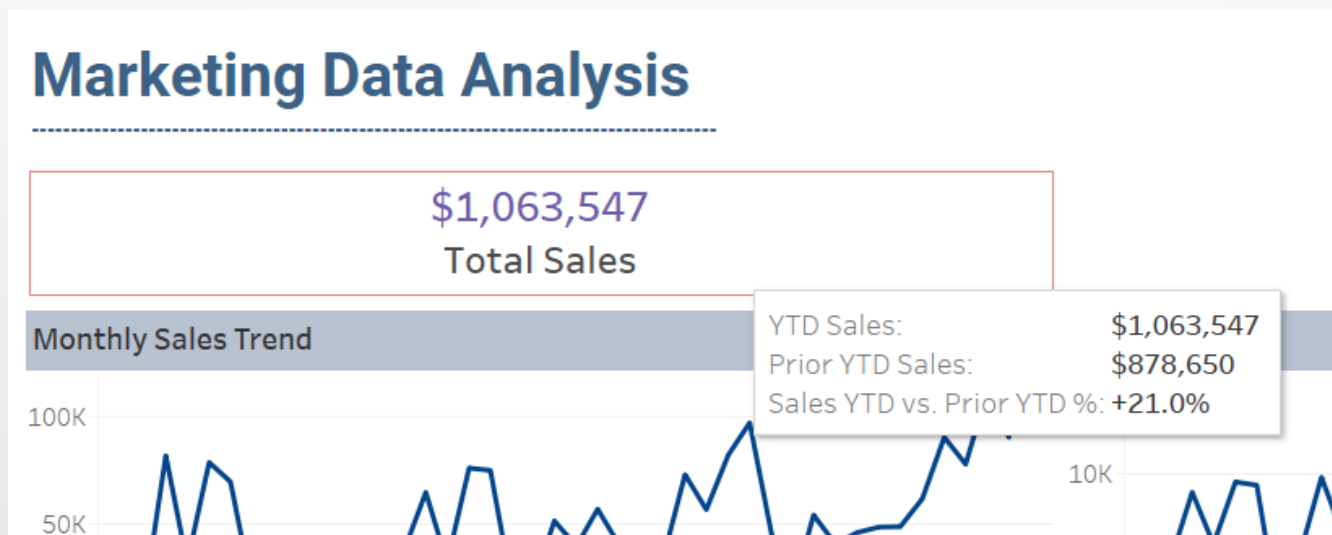 Marketing Data Analysis
$1,063,547
Total Sales
Monthly Sales Trend
YTD Sales: $1,063,547
Prior YTD Sales: $878,650
Sales YTD vs. Prior YTD %: +21.0%
100K
50K
10K